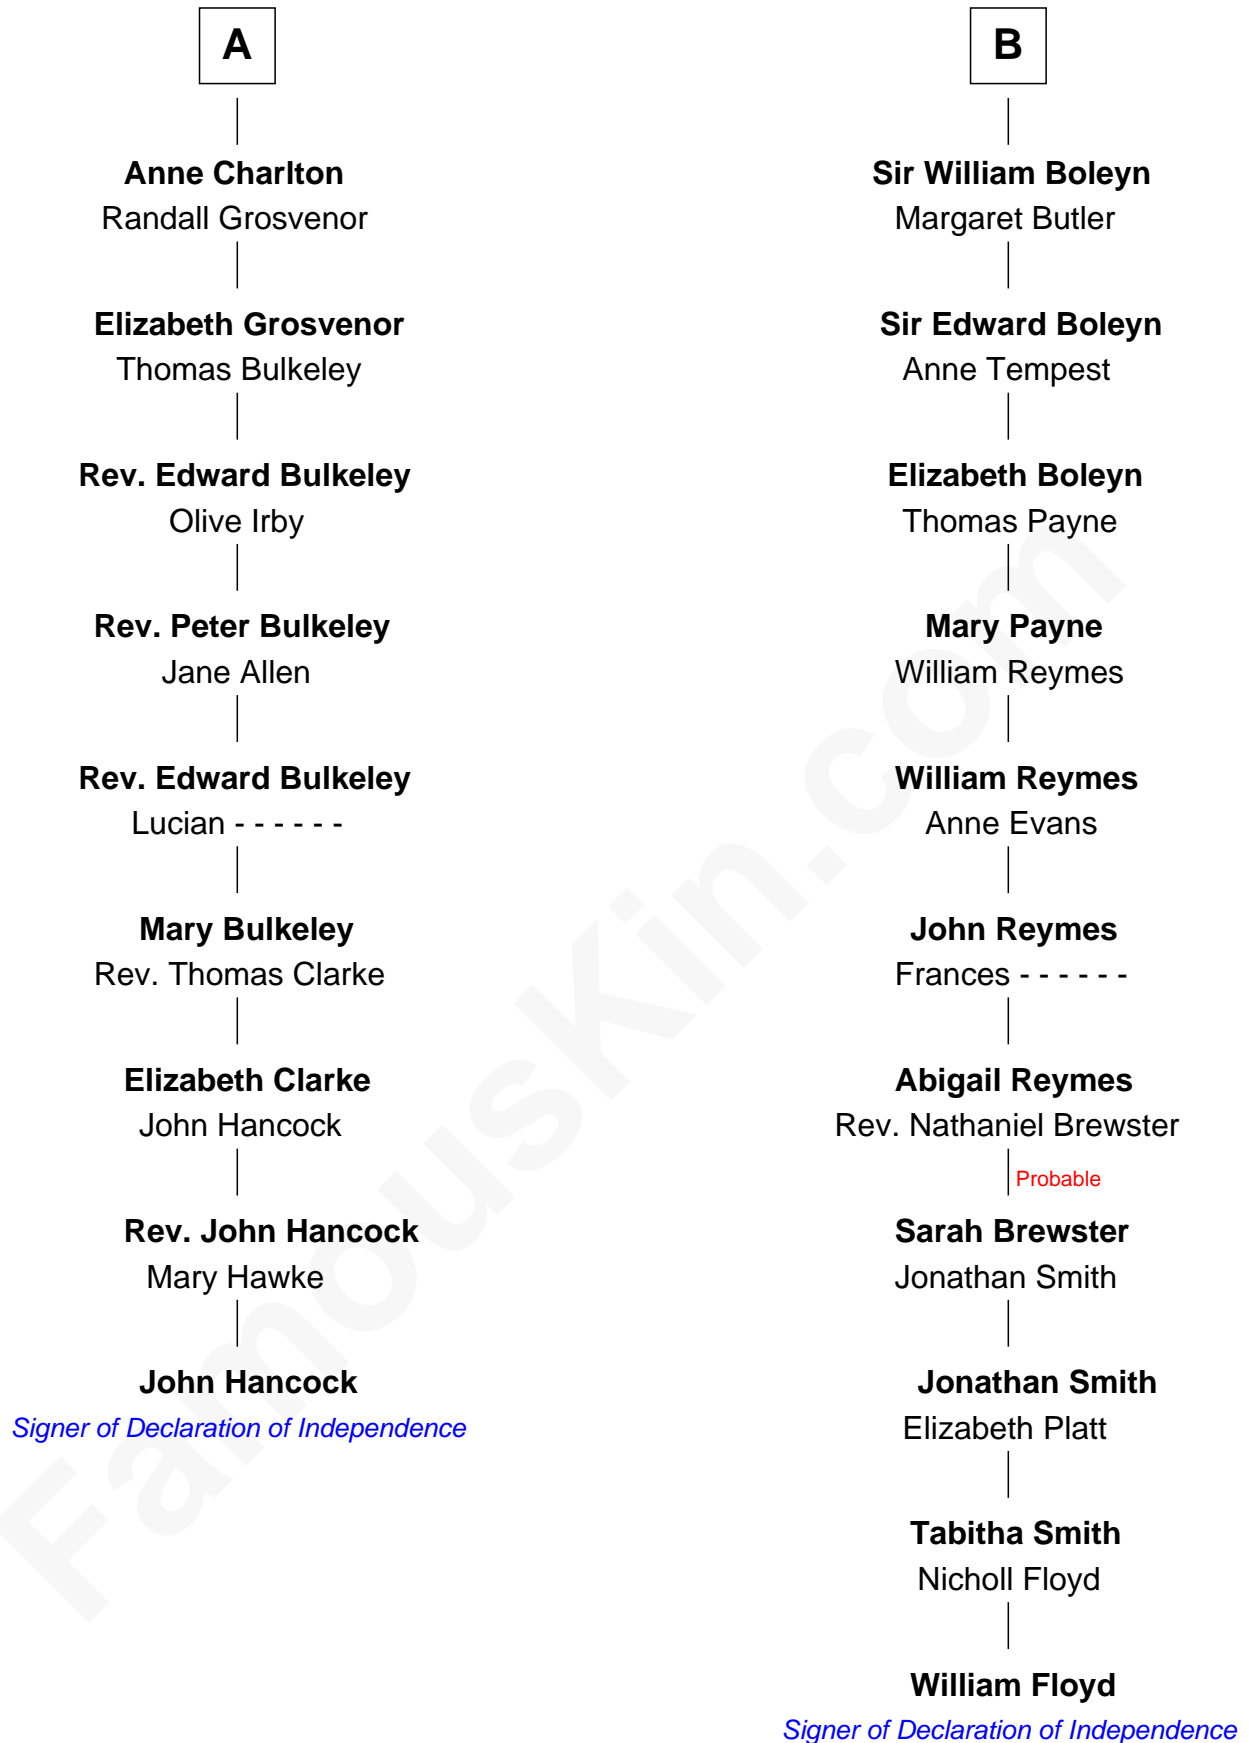 A
Anne Charlton
Randall Grosvenor
Elizabeth Grosvenor
Thomas Bulkeley
Rev. Edward Bulkeley
Olive Irby
Rev. Peter Bulkeley
Jane Allen
Rev. Edward Bulkeley
Lucian - - - - - -
Mary Bulkeley
Rev. Thomas Clarke
Elizabeth Clarke
John Hancock
Rev. John Hancock
Mary Hawke
John Hancock
Signer of Declaration of Independence
B
Sir William Boleyn
Margaret Butler
Sir Edward Boleyn
Anne Tempest
Elizabeth Boleyn
Thomas Payne
Mary Payne
William Reymes
William Reymes
Anne Evans
John Reymes
Frances - - - - - -
Abigail Reymes
Rev. Nathaniel Brewster
Probable
Sarah Brewster
Jonathan Smith
Jonathan Smith
Elizabeth Platt
Tabitha Smith
Nicholl Floyd
William Floyd
Signer of Declaration of Independence
FamousKin.com